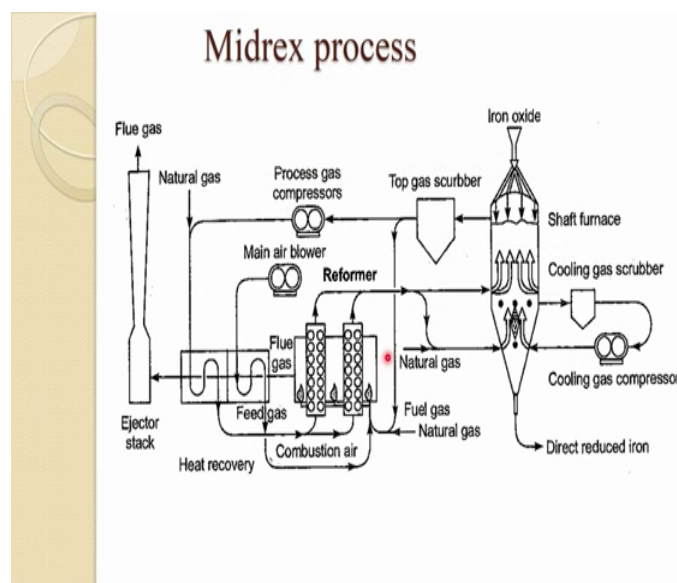 Midrex process
Iron oxide
Flue gas
Natural gas
Process gas
compressors
Top gas scurbber
Shaft furnace
Main air blower
Reformer
Cooling gas scrubber
Flue
gas
Natural gas
Cooling gas compressor
Feed gas
Fuel gas
Natural gas
Ejector
stack
Combustion air
Heat recovery
Direct reduced iron